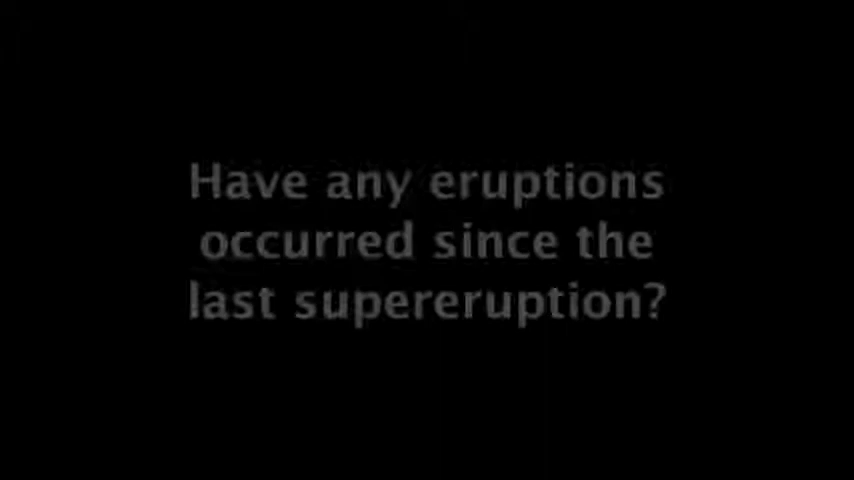 Have any eruptions
occurred since the
last supereruption?